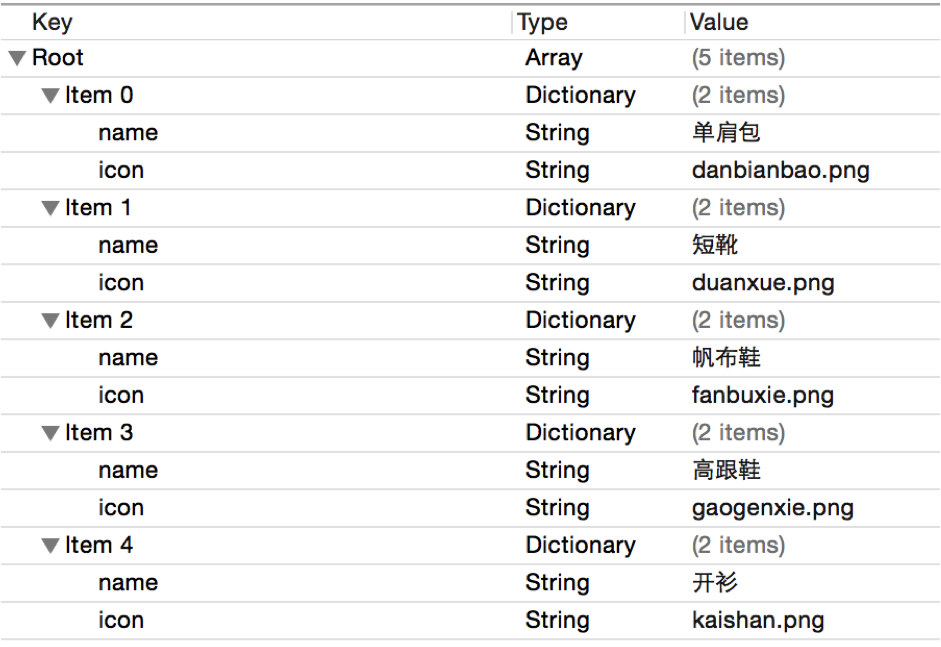 Key Type Value
Root Array (5 items)
Item 0 Dictionary (2 items)
name String 单肩包
icon String danbianbao.png
Item 1 Dictionary (2 items)
name String 短靴
icon String duanxue.png
Item 2 Dictionary (2 items)
name String 帆布鞋
icon String fanbuxie.png
Item 3 Dictionary (2 items)
name String 高跟鞋
icon String gaogenxie.png
Item 4 Dictionary (2 items)
name String 开衫
icon String kaishan.png